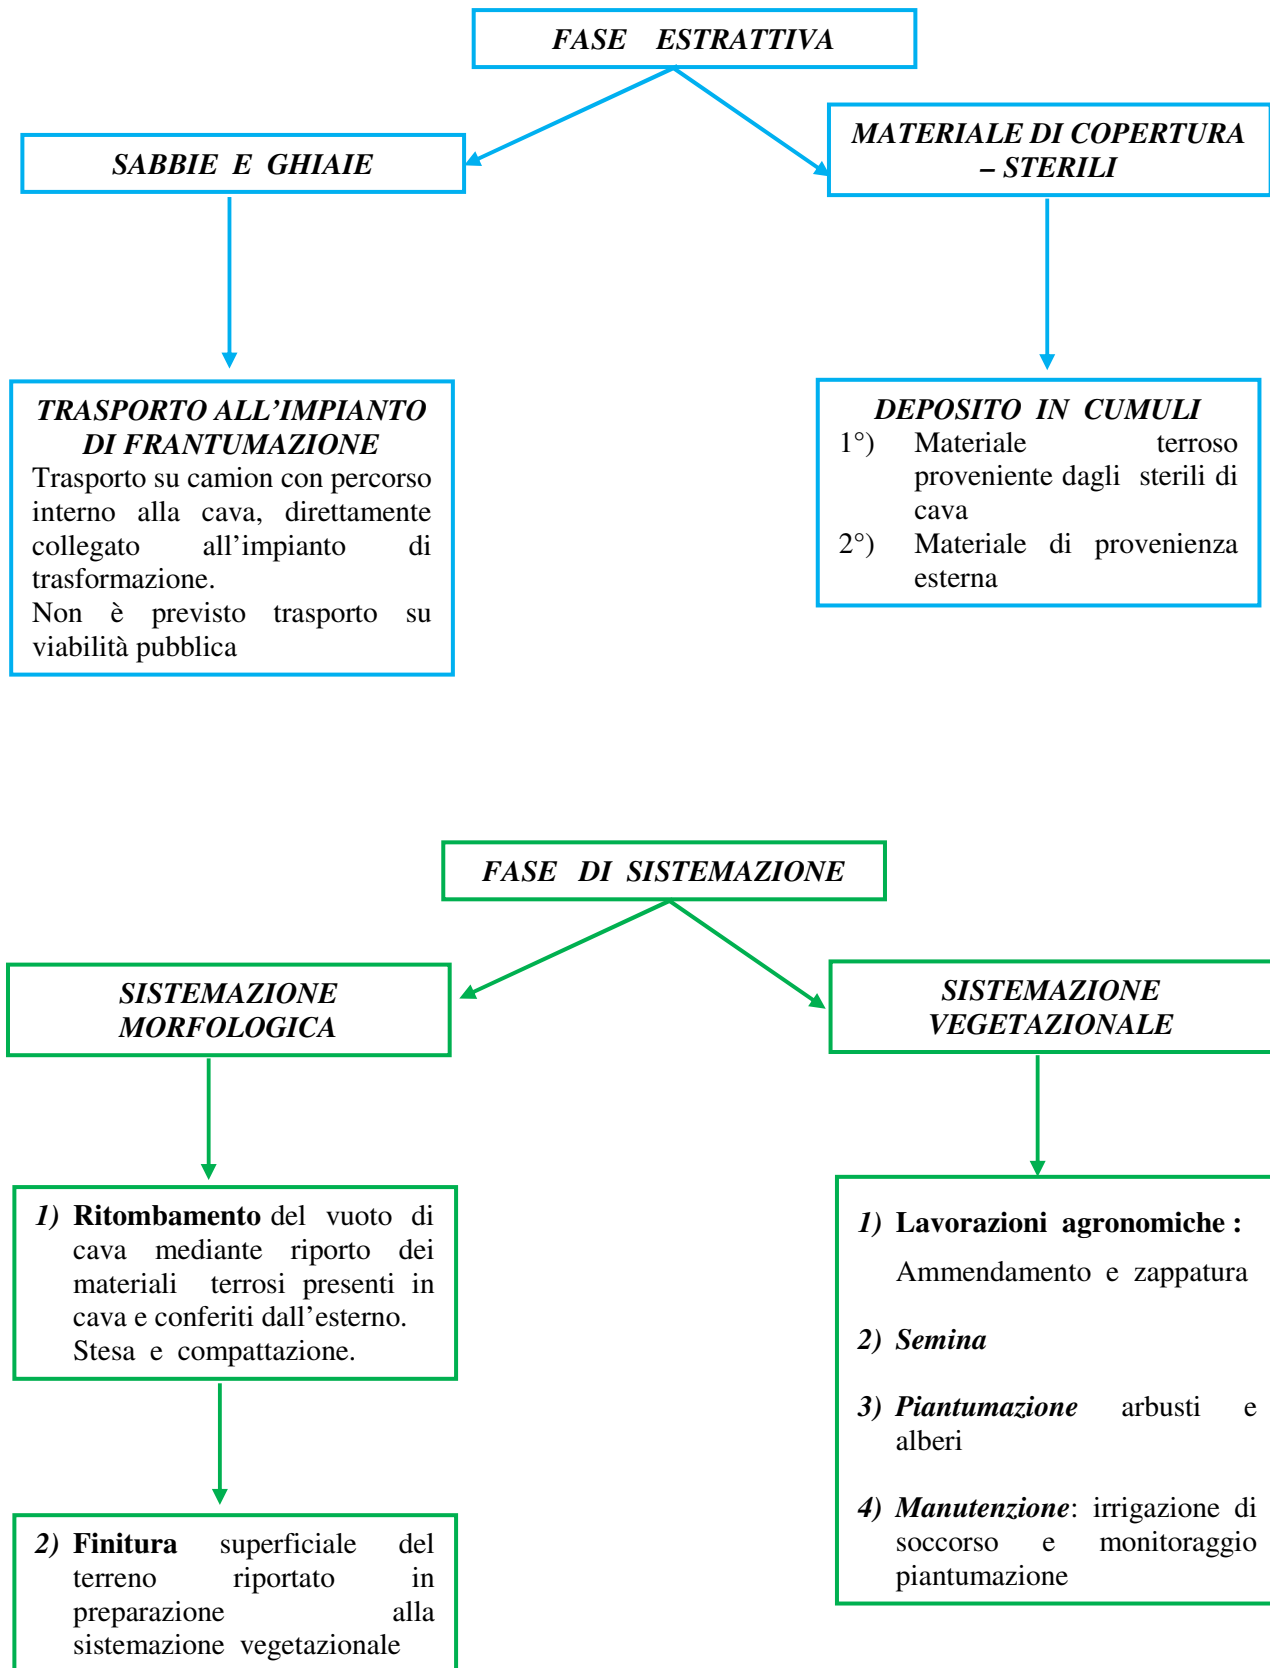 FASE ESTRATTIVA
SABBIE E GHIAIE
MATERIALE DI COPERTURA
– STERILI
TRASPORTO ALL’IMPIANTO
DI FRANTUMAZIONE
Trasporto su camion con percorso
interno alla cava, direttamente
collegato all’impianto di
trasformazione.
Non è previsto trasporto su
viabilità pubblica
DEPOSITO IN CUMULI
1°) Materiale terroso
proveniente dagli sterili di
cava
2°) Materiale di provenienza
esterna
FASE DI SISTEMAZIONE
SISTEMAZIONE
MORFOLOGICA
SISTEMAZIONE
VEGETAZIONALE
1) Ritombamento del vuoto di
cava mediante riporto dei
materiali terrosi presenti in
cava e conferiti dall’esterno.
Stesa e compattazione.
2) Finitura superficiale del
terreno riportato in
preparazione alla
sistemazione vegetazionale
1) Lavorazioni agronomiche :
Ammendamento e zappatura
2) Semina
3) Piantumazione arbusti e
alberi
4) Manutenzione: irrigazione di
soccorso e monitoraggio
piantumazione